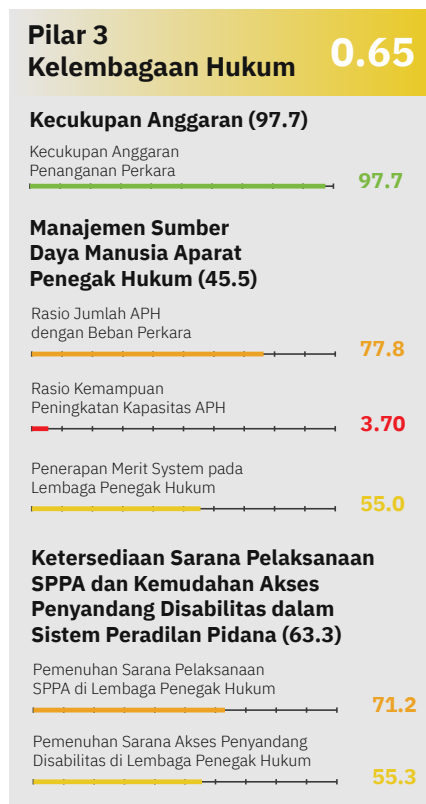 Pilar 3
Kelembagaan Hukum
0.65
Kecukupan Anggaran (97.7)
Kecukupan Anggaran
Penanganan Perkara
97.7
Manajemen Sumber
Daya Manusia Aparat
Penegak Hukum (45.5)
Rasio Jumlah APH
dengan Beban Perkara
77.8
Rasio Kemampuan
Peningkatan Kapasitas APH
3.70
Penerapan Merit System pada
Lembaga Penegak Hukum
55.0
Ketersediaan Sarana Pelaksanaan
SPPA dan Kemudahan Akses
Penyandang Disabilitas dalam
Sistem Peradilan Pidana (63.3)
Pemenuhan Sarana Pelaksanaan
SPPA di Lembaga Penegak Hukum
71.2
Pemenuhan Sarana Akses Penyandang
Disabilitas di Lembaga Penegak Hukum
55.3